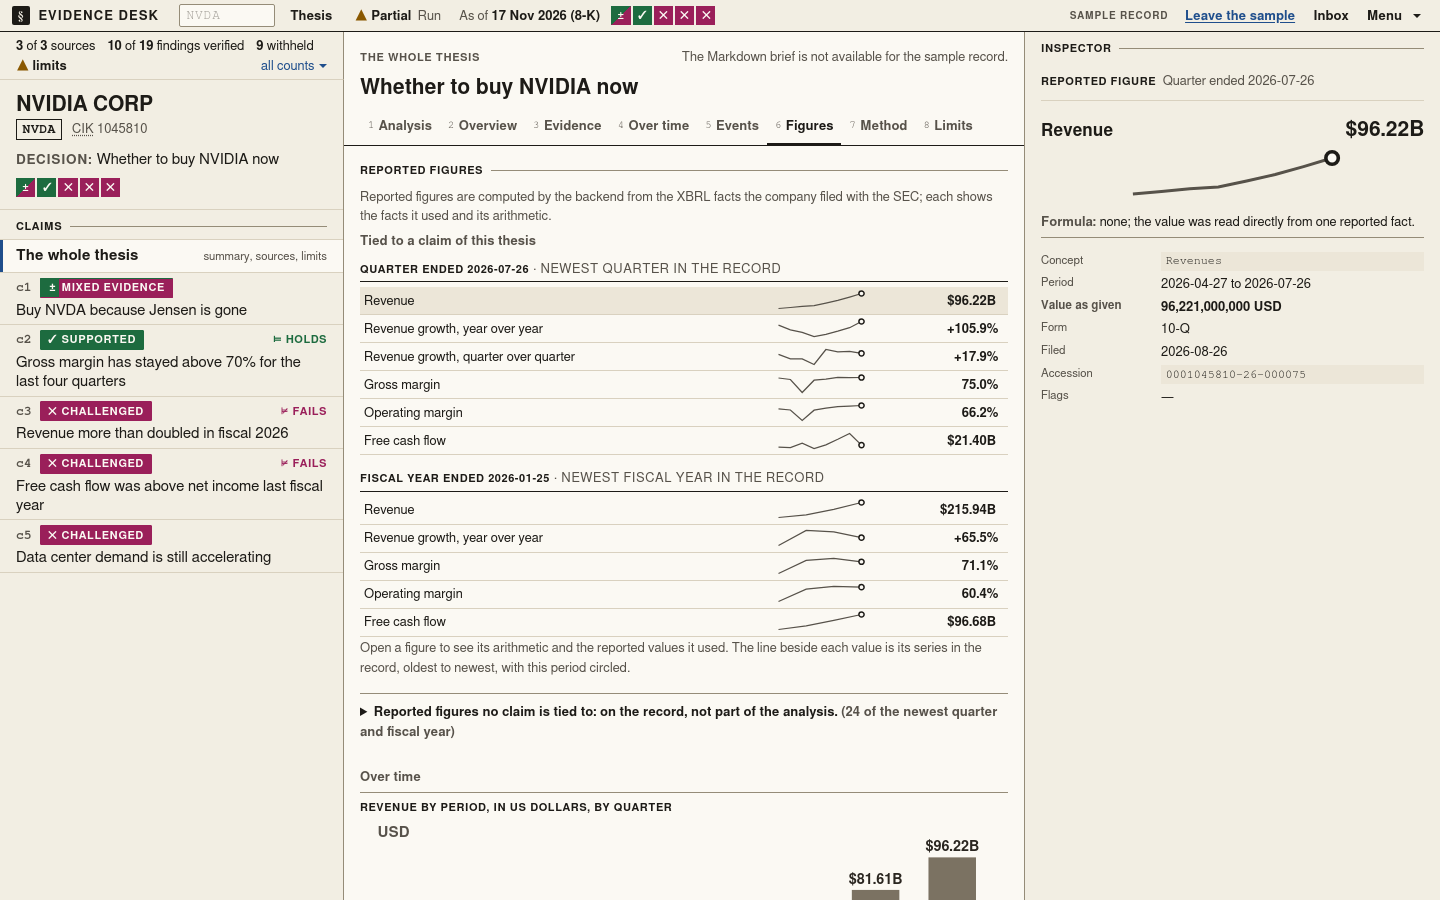 § EVIDENCE DESK NVDA Thesis Partial Run As of 17 Nov 2026 (8-K) ± ✓ ✕ ✕ ✕ SAMPLE RECORD Leave the sample Inbox Menu
3 of 3 sources 10 of 19 findings verified 9 withheld
limits all counts
NVIDIA CORP
NVDA CIK 1045810
DECISION: Whether to buy NVIDIA now
± ✓ ✕ ✕ ✕
CLAIMS
The whole thesis summary, sources, limits
c1 ± MIXED EVIDENCE
Buy NVDA because Jensen is gone
c2 ✓ SUPPORTED ⊨ HOLDS
Gross margin has stayed above 70% for the
last four quarters
c3 ✕ CHALLENGED ⊭ FAILS
Revenue more than doubled in fiscal 2026
c4 ✕ CHALLENGED ⊭ FAILS
Free cash flow was above net income last fiscal
year
c5 ✕ CHALLENGED
Data center demand is still accelerating
THE WHOLE THESIS The Markdown brief is not available for the sample record.
Whether to buy NVIDIA now
1 Analysis 2 Overview 3 Evidence 4 Over time 5 Events 6 Figures 7 Method 8 Limits
REPORTED FIGURES
Reported figures are computed by the backend from the XBRL facts the company filed with the SEC; each shows
the facts it used and its arithmetic.
Tied to a claim of this thesis
QUARTER ENDED 2026-07-26 · NEWEST QUARTER IN THE RECORD
Revenue $96.22B
Revenue growth, year over year +105.9%
Revenue growth, quarter over quarter +17.9%
Gross margin 75.0%
Operating margin 66.2%
Free cash flow $21.40B
FISCAL YEAR ENDED 2026-01-25 · NEWEST FISCAL YEAR IN THE RECORD
Revenue $215.94B
Revenue growth, year over year +65.5%
Gross margin 71.1%
Operating margin 60.4%
Free cash flow $96.68B
Open a figure to see its arithmetic and the reported values it used. The line beside each value is its series in the
record, oldest to newest, with this period circled.
Reported figures no claim is tied to: on the record, not part of the analysis. (24 of the newest quarter
and fiscal year)
Over time
REVENUE BY PERIOD, IN US DOLLARS, BY QUARTER
USD
$96.22B
$81.61B
INSPECTOR
REPORTED FIGURE Quarter ended 2026-07-26
Revenue $96.22B
Formula: none; the value was read directly from one reported fact.
Concept Revenues
Period 2026-04-27 to 2026-07-26
Value as given 96,221,000,000 USD
Form 10-Q
Filed 2026-08-26
Accession 0001045810-26-000075
Flags —